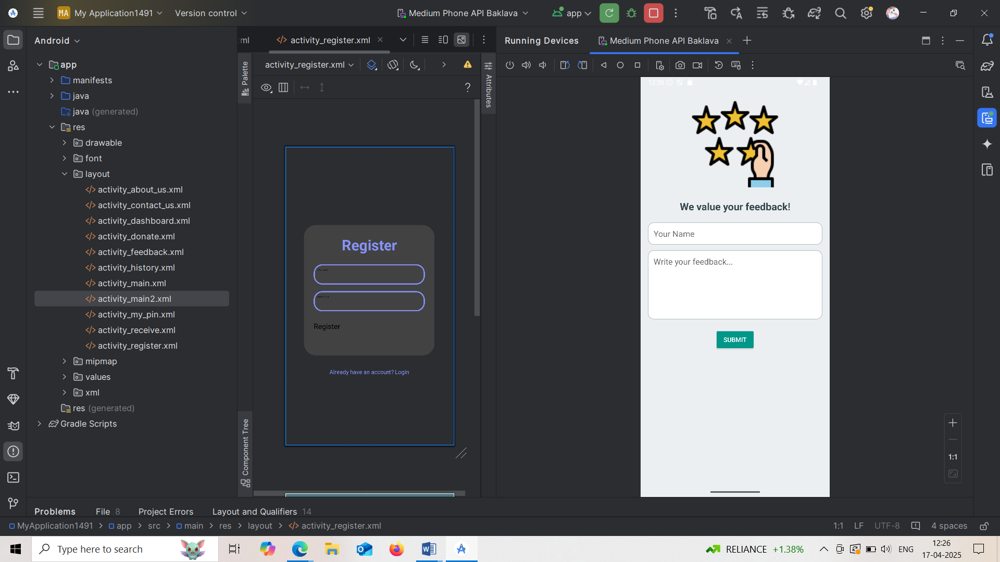 MA My Application1491 Version control Medium Phone API Baklava app
Android
app
manifests
java
java (generated)
res
drawable
font
layout
activity_about_us.xml
activity_contact_us.xml
activity_dashboard.xml
activity_donate.xml
activity_feedback.xml
activity_history.xml
activity_main.xml
activity_main2.xml
activity_my_pin.xml
activity_receive.xml
activity_register.xml
mipmap
values
xml
res (generated)
Gradle Scripts
activity_register.xml
Palette
activity_register.xml
?
Attributes
Register
Register
Already have an account? Login
Component Tree
Running Devices Medium Phone API Baklava
12:26
We value your feedback!
Your Name
Write your feedback...
SUBMIT
1:1
Problems File 8 Project Errors Layout and Qualifiers 14
MyApplication1491 > app > src > main > res > layout > activity_register.xml
1:1 LF UTF-8 4 spaces
Type here to search
RELIANCE +1.38%
ENG
12:26
17-04-2025